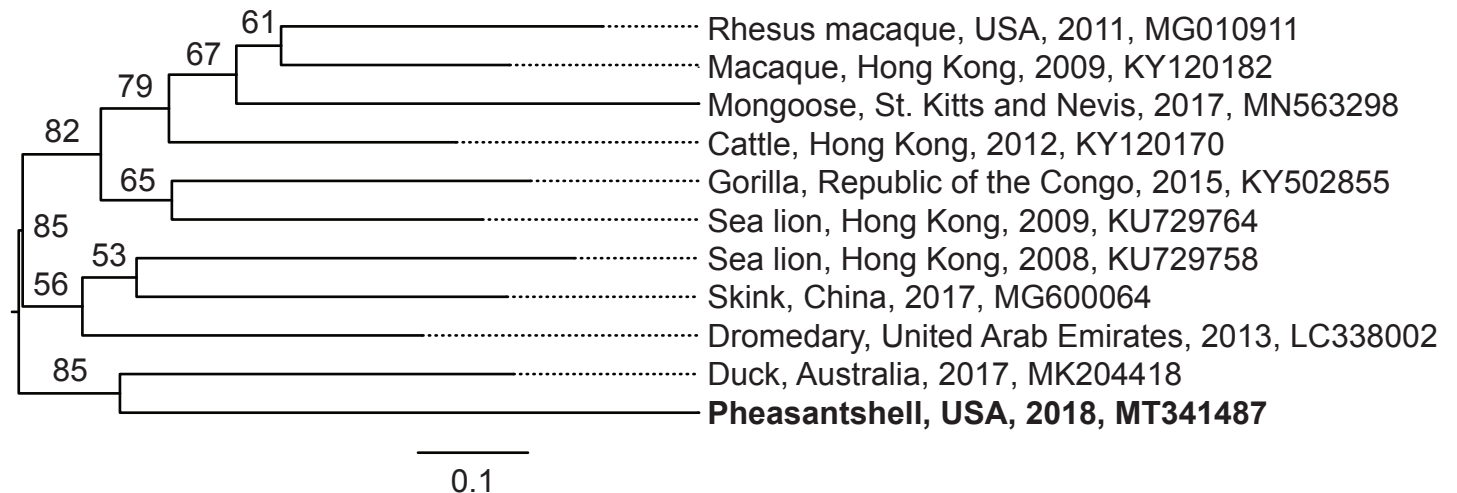 61
Rhesus macaque, USA, 2011, MG010911
67
Macaque, Hong Kong, 2009, KY120182
79
Mongoose, St. Kitts and Nevis, 2017, MN563298
82
Cattle, Hong Kong, 2012, KY120170
65
Gorilla, Republic of the Congo, 2015, KY502855
85
Sea lion, Hong Kong, 2009, KU729764
53
Sea lion, Hong Kong, 2008, KU729758
56
Skink, China, 2017, MG600064
Dromedary, United Arab Emirates, 2013, LC338002
85
Duck, Australia, 2017, MK204418
Pheasantshell, USA, 2018, MT341487
0.1